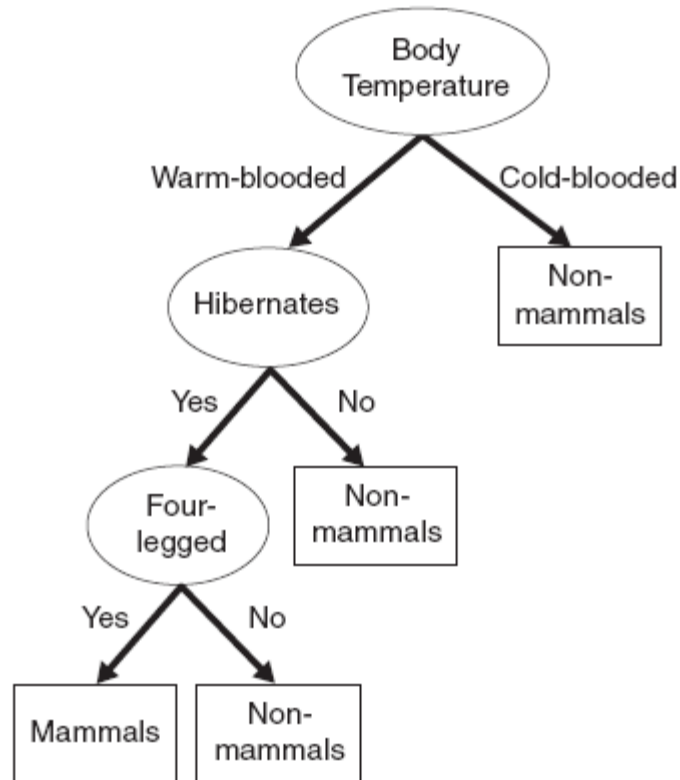 Body
Temperature
Warm-blooded
Cold-blooded
Hibernates
Non-
mammals
Yes
No
Four-
legged
Non-
mammals
Yes
No
Mammals
Non-
mammals